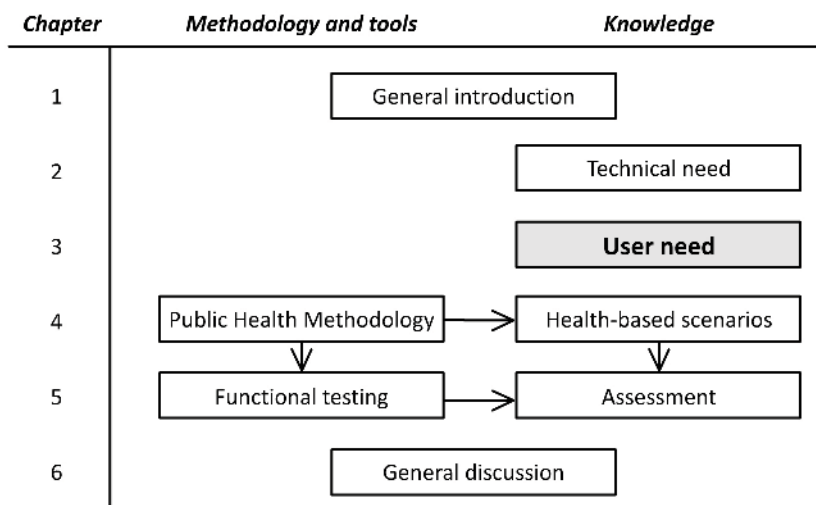 Chapter Methodology and tools Knowledge
1 General introduction
2 Technical need
3 User need
4 Public Health Methodology Health-based scenarios
5 Functional testing Assessment
6 General discussion